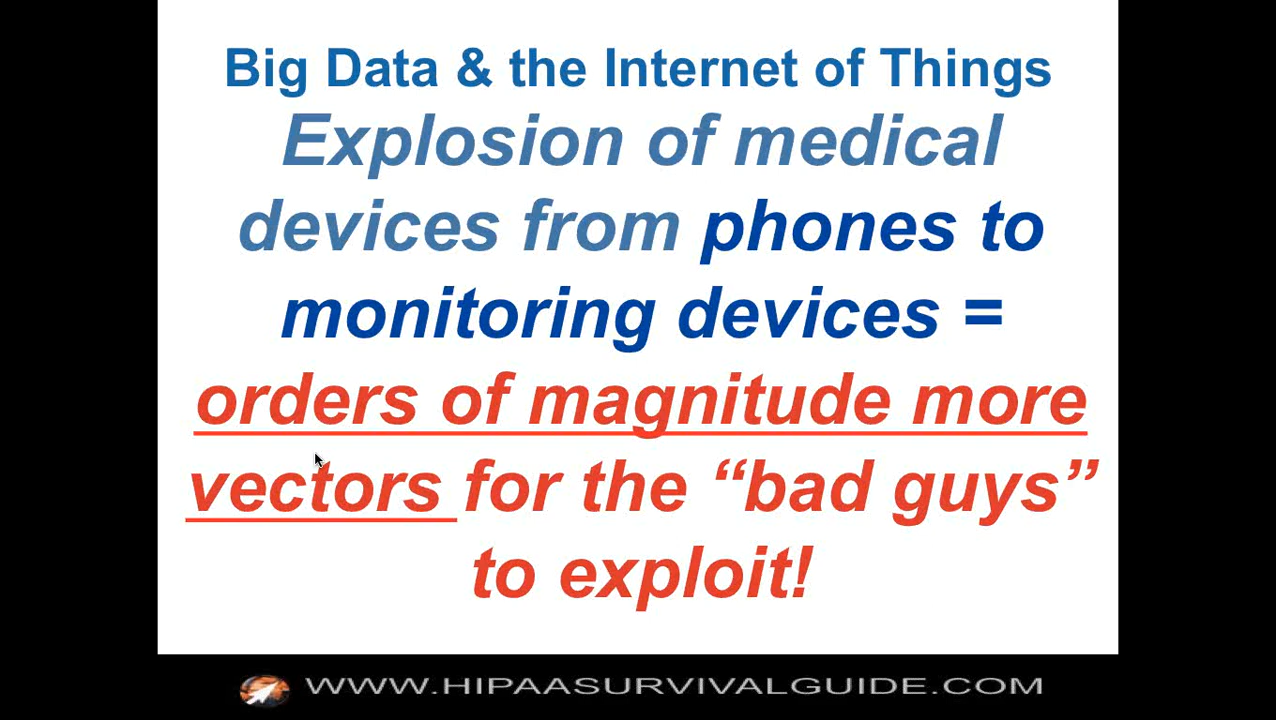 Big Data & the Internet of Things
Explosion of medical
devices from phones to
monitoring devices =
orders of magnitude more
vectors for the “bad guys”
to exploit!
WWW.HIPAASURVIVALGUIDE.COM